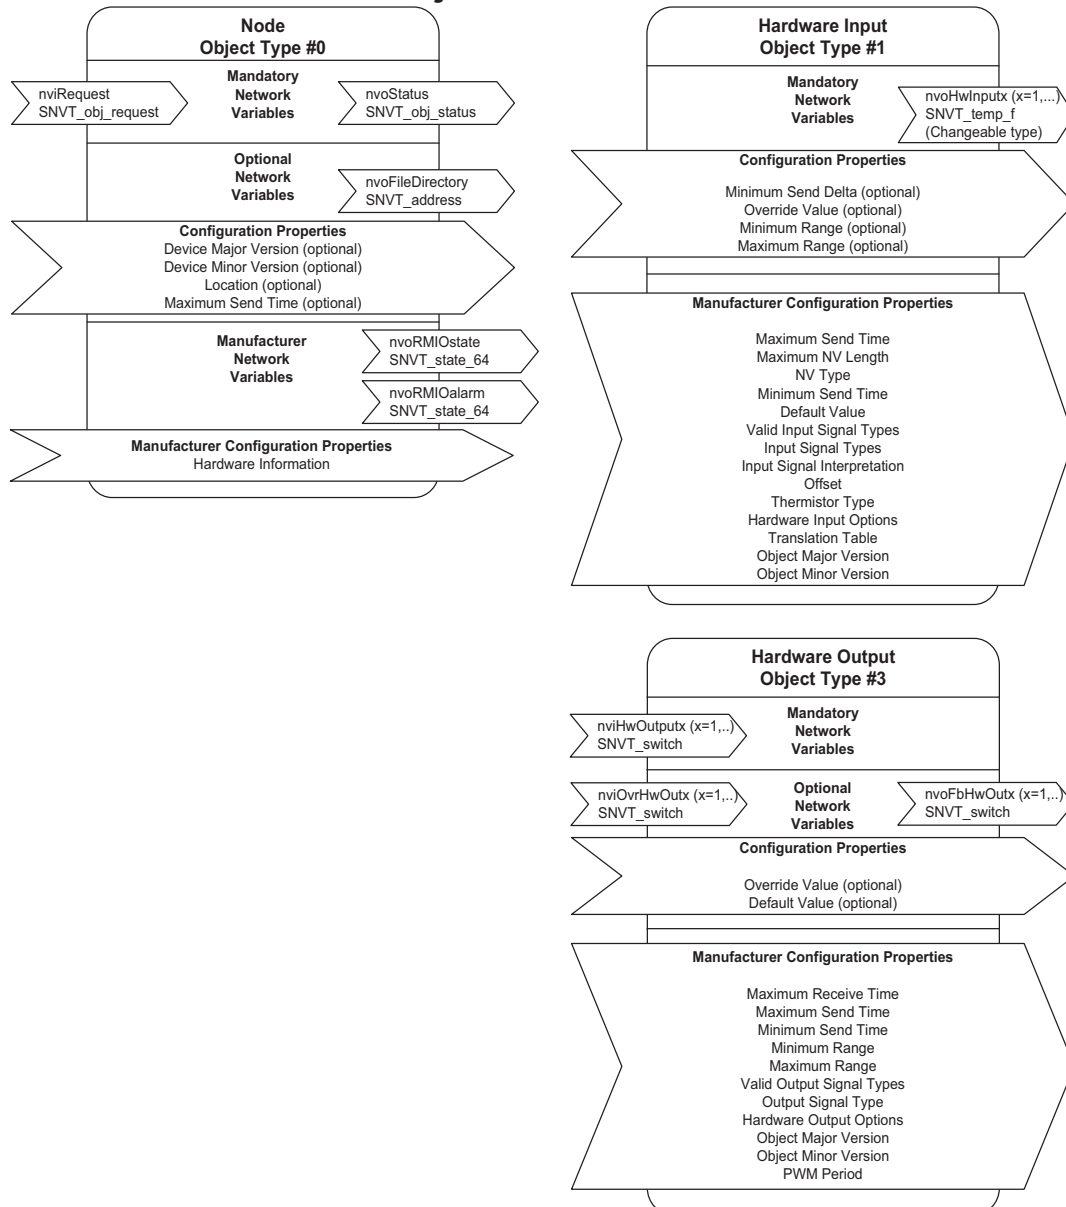 Node
Object Type #0
Mandatory
Network
Variables
nviRequest
SNVT_obj_request
nvoStatus
SNVT_obj_status
Optional
Network
Variables
nvoFileDirectory
SNVT_address
Configuration Properties
Device Major Version (optional)
Device Minor Version (optional)
Location (optional)
Maximum Send Time (optional)
Manufacturer
Network
Variables
nvoRMIOstate
SNVT_state_64
nvoRMIOalarm
SNVT_state_64
Manufacturer Configuration Properties
Hardware Information
Hardware Input
Object Type #1
Mandatory
Network
Variables
nvoHwInputx (x=1,...)
SNVT_temp_f
(Changeable type)
Configuration Properties
Minimum Send Delta (optional)
Override Value (optional)
Minimum Range (optional)
Maximum Range (optional)
Manufacturer Configuration Properties
Maximum Send Time
Maximum NV Length
NV Type
Minimum Send Time
Default Value
Valid Input Signal Types
Input Signal Types
Input Signal Interpretation
Offset
Thermistor Type
Hardware Input Options
Translation Table
Object Major Version
Object Minor Version
Hardware Output
Object Type #3
Mandatory
Network
Variables
nviHwOutputx (x=1,..)
SNVT_switch
Optional
Network
Variables
nviOvrHwOutx (x=1,..)
SNVT_switch
nvoFbHwOutx (x=1,..)
SNVT_switch
Configuration Properties
Override Value (optional)
Default Value (optional)
Manufacturer Configuration Properties
Maximum Receive Time
Maximum Send Time
Minimum Send Time
Minimum Range
Maximum Range
Valid Output Signal Types
Output Signal Type
Hardware Output Options
Object Major Version
Object Minor Version
PWM Period